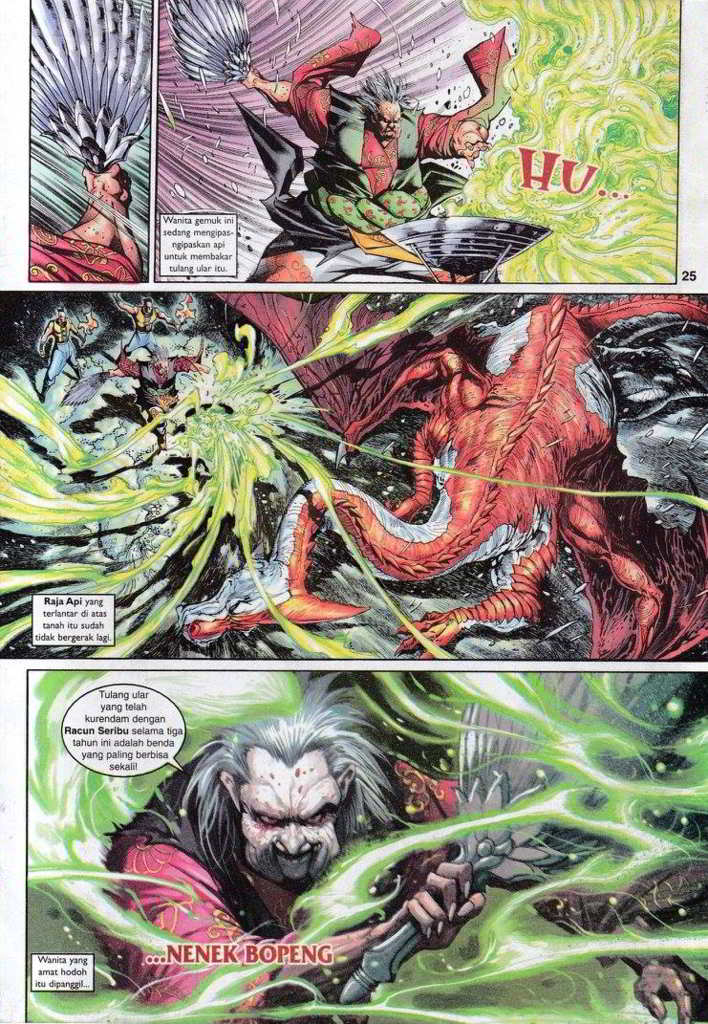 HU...
Wanita gemuk ini
sedang mengipas-
ngipaskan api
untuk membakar
tulang ular itu.
25
Raja Api yang
terlantar di atas
tanah itu sudah
tidak bergerak lagi.
Tulang ular
yang telah
kurendam dengan
Racun Seribu selama tiga
tahun ini adalah benda
yang paling berbisa
sekali!
Wanita yang
amat hodoh
itu dipanggil...
...NENEK BOPENG